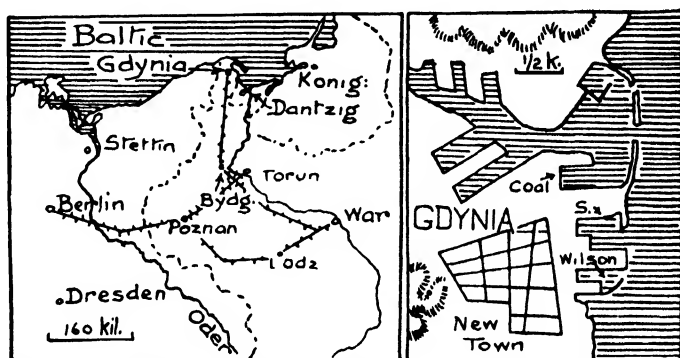 Baltic
Gdynia
Konig:
Dantzig
Stettin
Torun
Bydg
Berlin
Poznan
War
Lodz
Dresden
160 kil.
Oder
1/2 k.
Coal
GDYNIA
S.
Wilson
New
Town